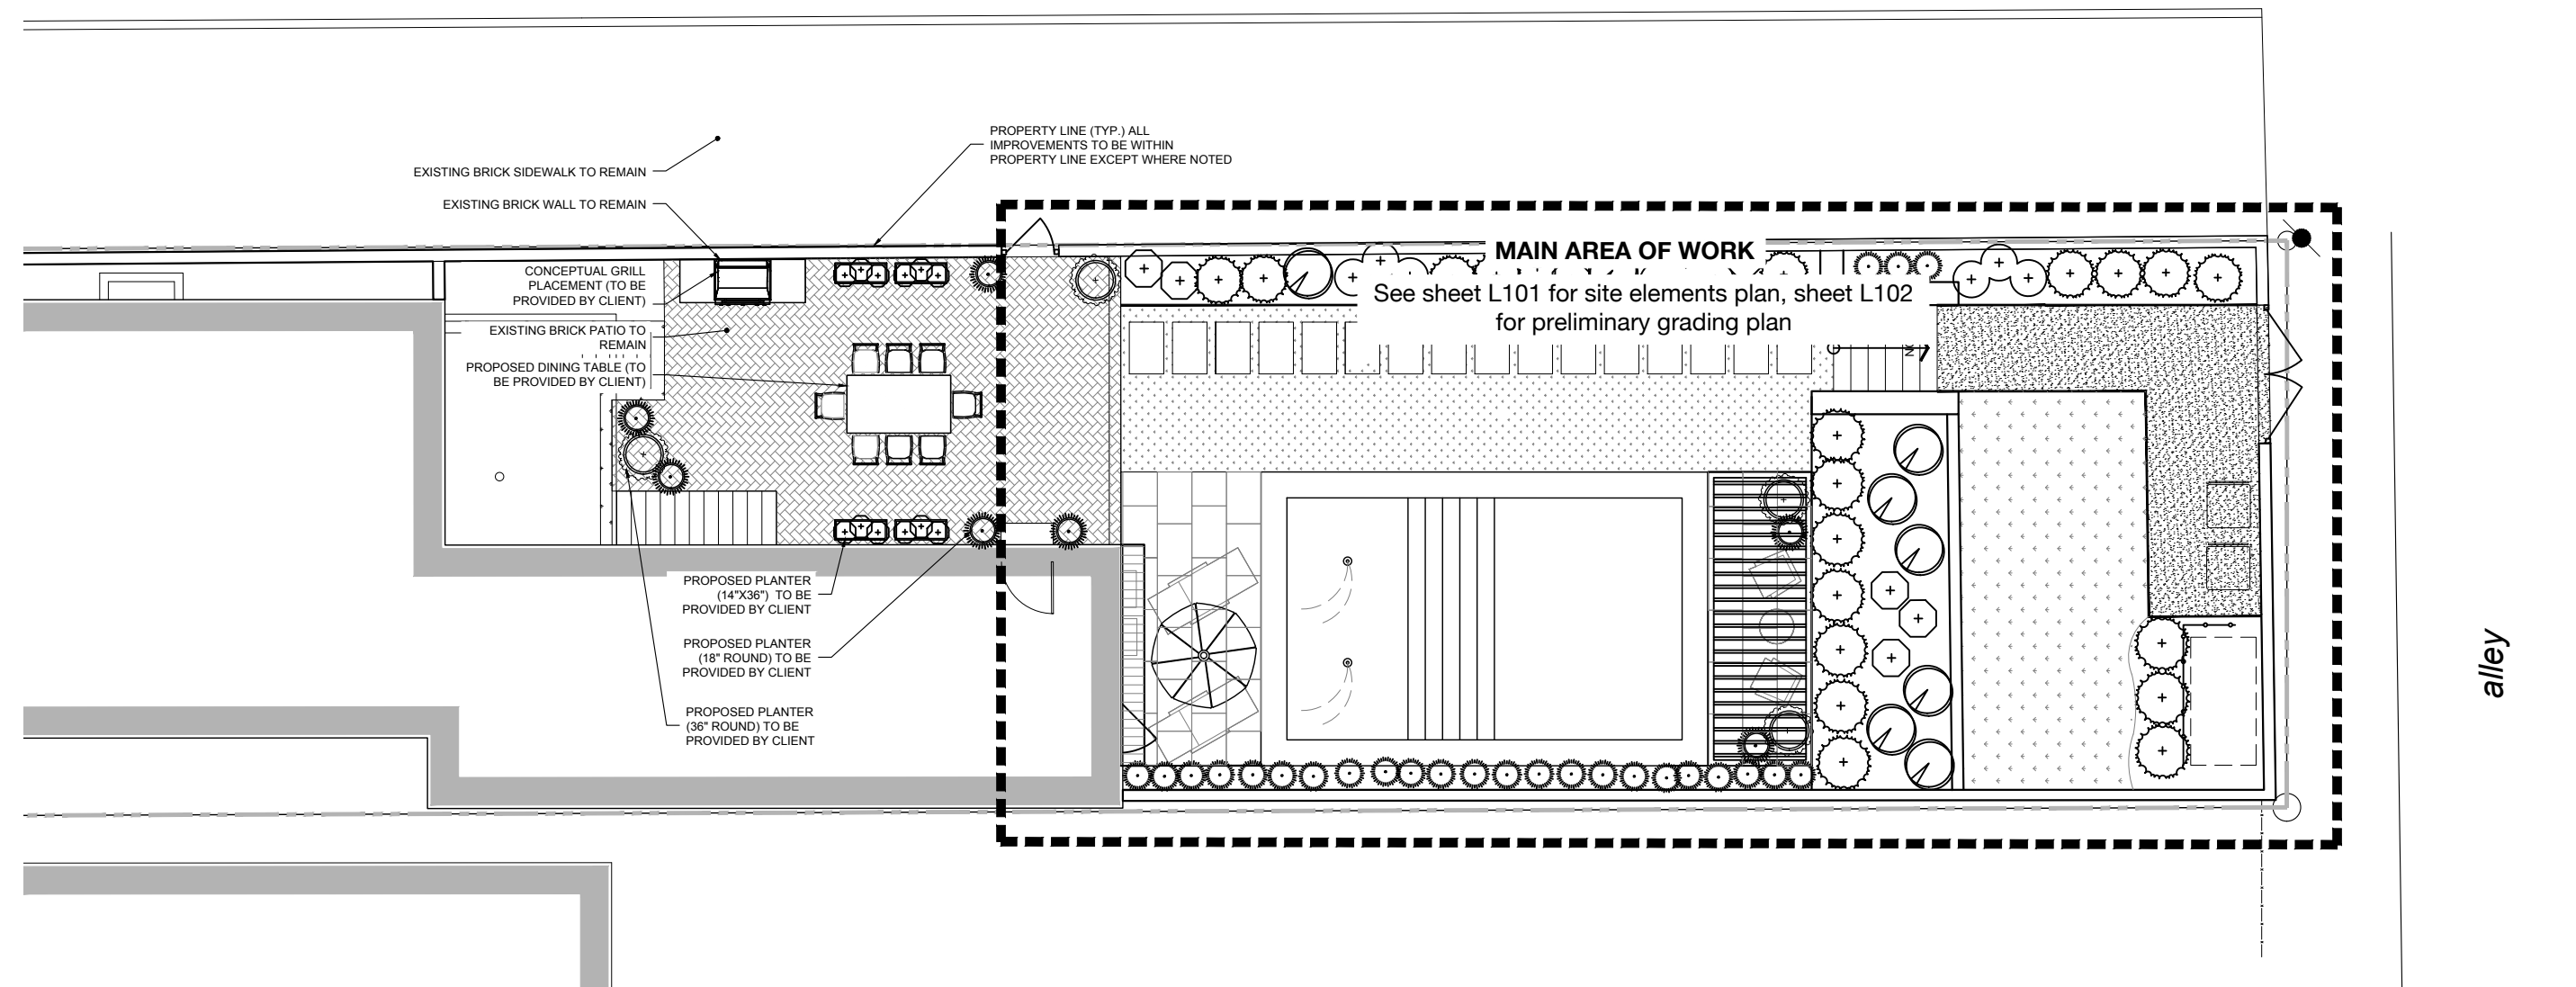 PROPERTY LINE (TYP.) ALL
IMPROVEMENTS TO BE WITHIN
PROPERTY LINE EXCEPT WHERE NOTED
EXISTING BRICK SIDEWALK TO REMAIN
EXISTING BRICK WALL TO REMAIN
MAIN AREA OF WORK
See sheet L101 for site elements plan, sheet L102
for preliminary grading plan
CONCEPTUAL GRILL
PLACEMENT (TO BE
PROVIDED BY CLIENT)
EXISTING BRICK PATIO TO
REMAIN
PROPOSED DINING TABLE (TO
BE PROVIDED BY CLIENT)
PROPOSED PLANTER
(14"X36") TO BE
PROVIDED BY CLIENT
PROPOSED PLANTER
(18" ROUND) TO BE
PROVIDED BY CLIENT
PROPOSED PLANTER
(36" ROUND) TO BE
PROVIDED BY CLIENT
alley